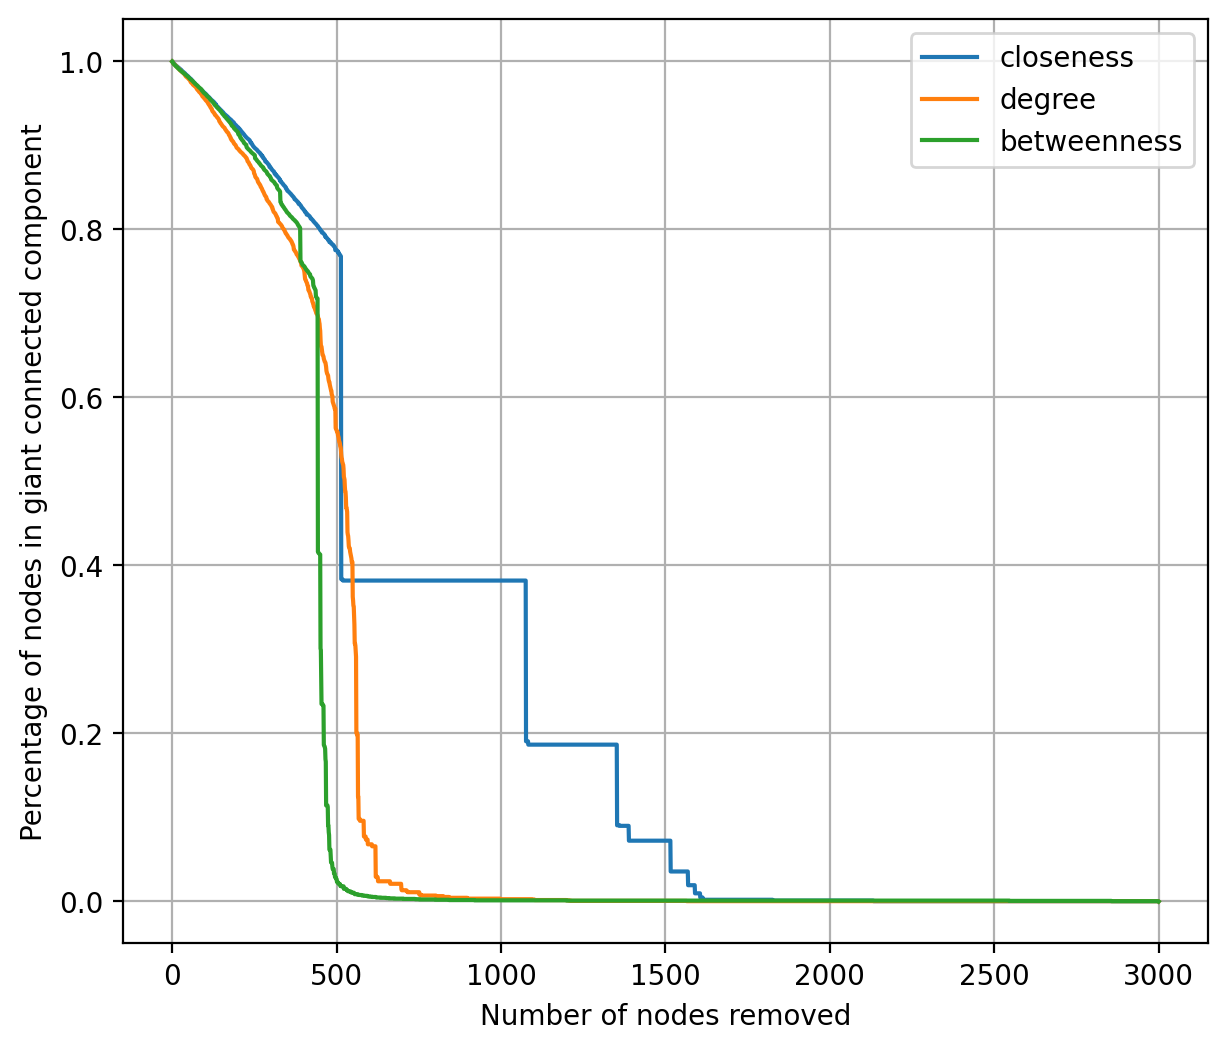 closeness
degree
betweenness
1.0
0.8
0.6
0.4
0.2
0.0
Percentage of nodes in giant connected component
0 500 1000 1500 2000 2500 3000
Number of nodes removed